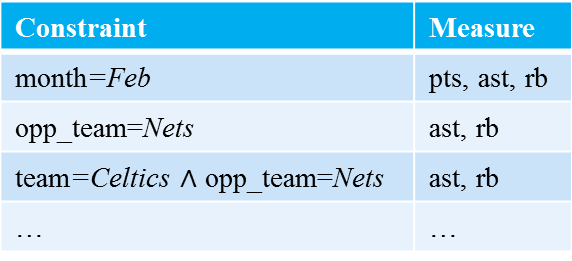 Constraint Measure
month=Feb pts, ast, rb
opp_team=Nets ast, rb
team=Celtics ∧ opp_team=Nets ast, rb
… …